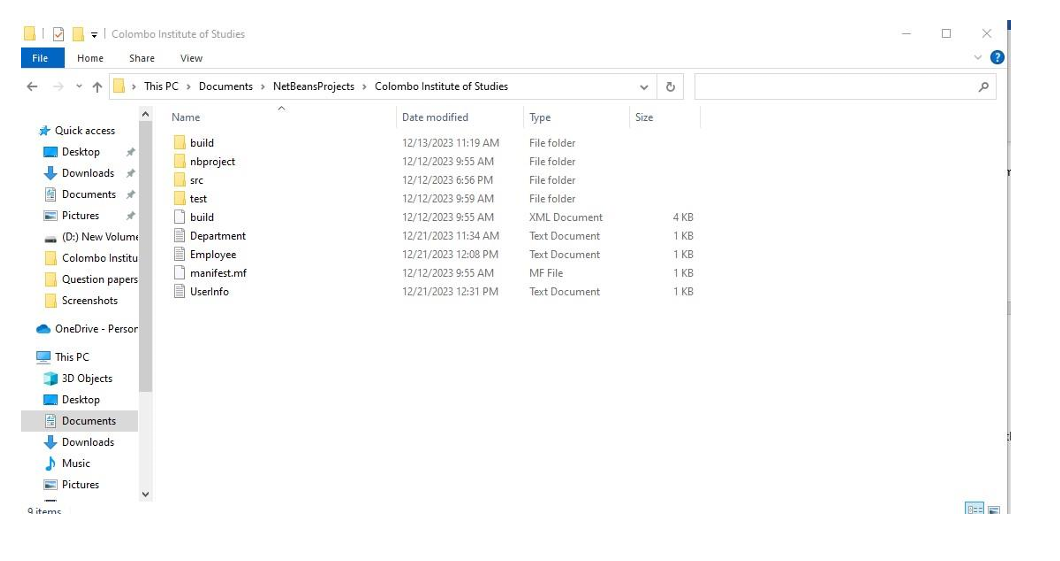 Colombo Institute of Studies
File Home Share View
This PC > Documents > NetBeansProjects > Colombo Institute of Studies
Quick access
Desktop
Downloads
Documents
Pictures
(D:) New Volume
Colombo Institu
Question papers
Screenshots
OneDrive - Person
This PC
3D Objects
Desktop
Documents
Downloads
Music
Pictures
Name Date modified Type Size
build 12/13/2023 11:19 AM File folder
nbproject 12/12/2023 9:55 AM File folder
src 12/12/2023 6:56 PM File folder
test 12/12/2023 9:59 AM File folder
build 12/12/2023 9:55 AM XML Document 4 KB
Department 12/21/2023 11:34 AM Text Document 1 KB
Employee 12/21/2023 12:08 PM Text Document 1 KB
manifest.mf 12/12/2023 9:55 AM MF File 1 KB
UserInfo 12/21/2023 12:31 PM Text Document 1 KB
9 items